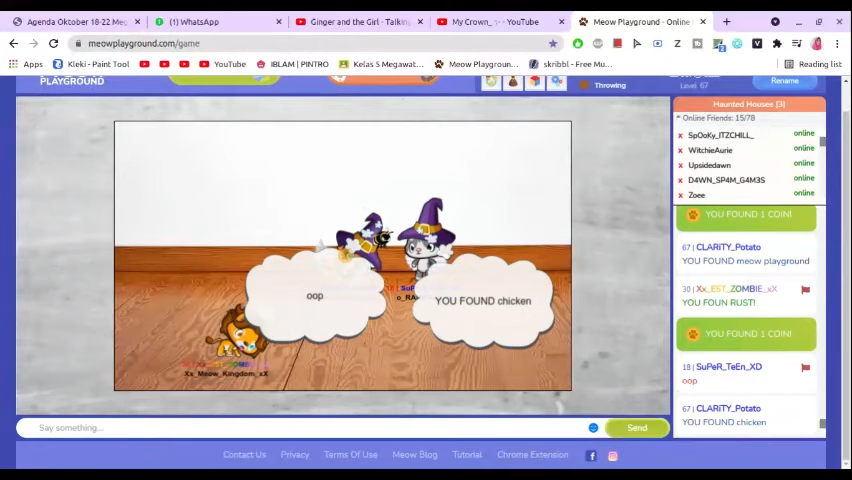 Agenda Oktober 18-22 Meg
(1) WhatsApp
Ginger and the Girl - Talkin
My Crown_ - YouTube
Meow Playground - Online
meowplayground.com/game
Apps
Kleki - Paint Tool
YouTube
IBLAM | PINTRO
Kelas 5 Megawat...
Meow Playgroun...
skribbl - Free Mu...
Reading list
PLAYGROUND
Throwing
Level 67
Rename
Haunted Housee [3]
Online Friends: 15/78
x SpOoKy_ITZCHILL_ online
x WitchieAurie online
x Upsidedawn online
x D4WN_SP4M_G4M3S online
x Zoee online
YOU FOUND 1 COIN!
67 | CLARiTY_Potato
YOU FOUND meow playground
30 | Xx_EST_ZOMBIE_xX
YOU FOUN RUST!
YOU FOUND 1 COIN!
18 | SuPeR_TeEn_XD
oop
67 | CLARiTY_Potato
YOU FOUND chicken
oop
YOU FOUND chicken
Xx_Meow_Kingdom_xX
Say something...
Send
Contact Us
Privacy
Terms Of Use
Meow Blog
Tutorial
Chrome Extension